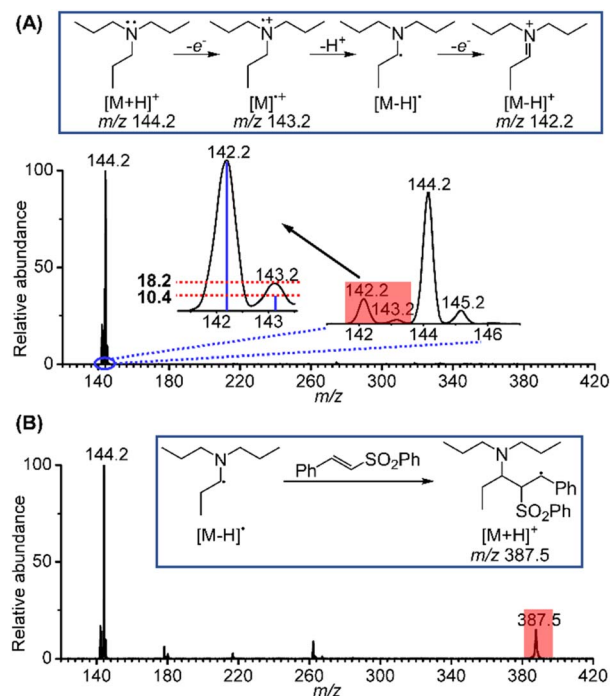 (A)
N N•+ N N+
-e⁻ -H⁺ -e⁻
[M+H]⁺ [M]•⁺ [M-H]• [M-H]⁺
m/z 144.2 m/z 143.2 m/z 142.2
Relative abundance
100
50
0
144.2
142.2
143.2
18.2
10.4
142 143
144.2
142.2
143.2
145.2
142 144 146
140 180 220 260 300 340 380 420
m/z
(B)
Relative abundance
100
50
0
144.2
N
Ph SO₂Ph
N
Ph
SO₂Ph
[M-H]•
[M+H]⁺
m/z 387.5
387.5
140 180 220 260 300 340 380 420
m/z